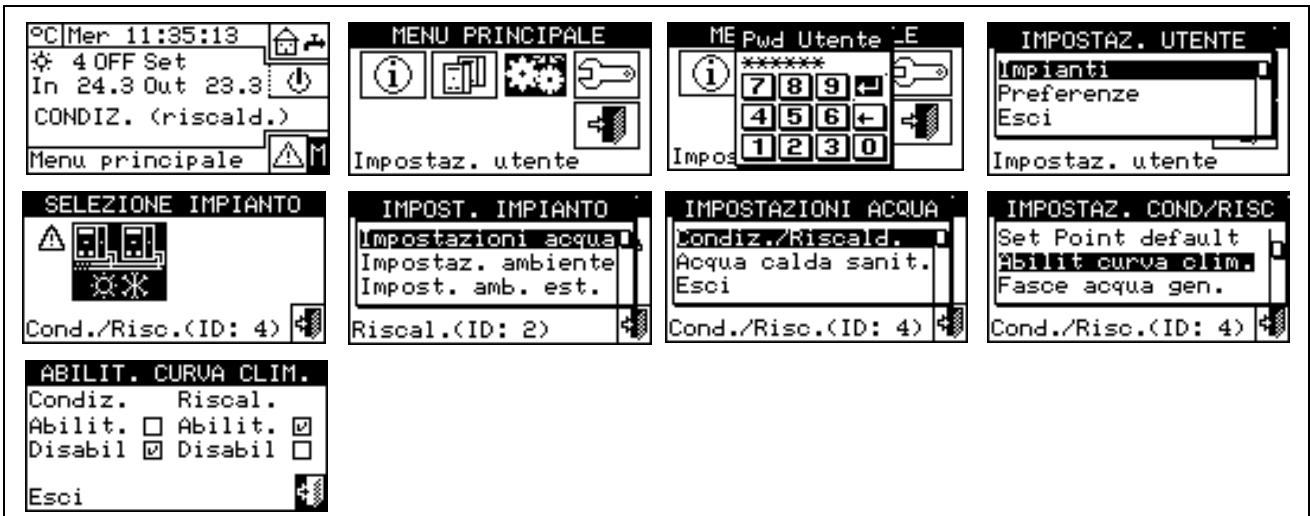 ºC Mer 11:35:13
4 OFF Set
In 24.3 Out 23.3
CONDIZ. (riscald.)
Menu principale M
MENU PRINCIPALE
Impostaz. utente
ME Pwd Utente LE
******
7 8 9
4 5 6 ←
Impos 1 2 3 0
IMPOSTAZ. UTENTE
Impianti
Preferenze
Esci
Impostaz. utente
SELEZIONE IMPIANTO
Cond./Risc.(ID: 4)
IMPOST. IMPIANTO
Impostazioni acqua
Impostaz. ambiente
Impost. amb. est.
Riscal.(ID: 2)
IMPOSTAZIONI ACQUA
Condiz./Riscald.
Acqua calda sanit.
Esci
Cond./Risc.(ID: 4)
IMPOSTAZ. COND/RISC
Set Point default
Abilit curva clim.
Fasce acqua gen.
Cond./Risc.(ID: 4)
ABILIT. CURVA CLIM.
Condiz. Riscal.
Abilit. Abilit.
Disabil Disabil
Esci